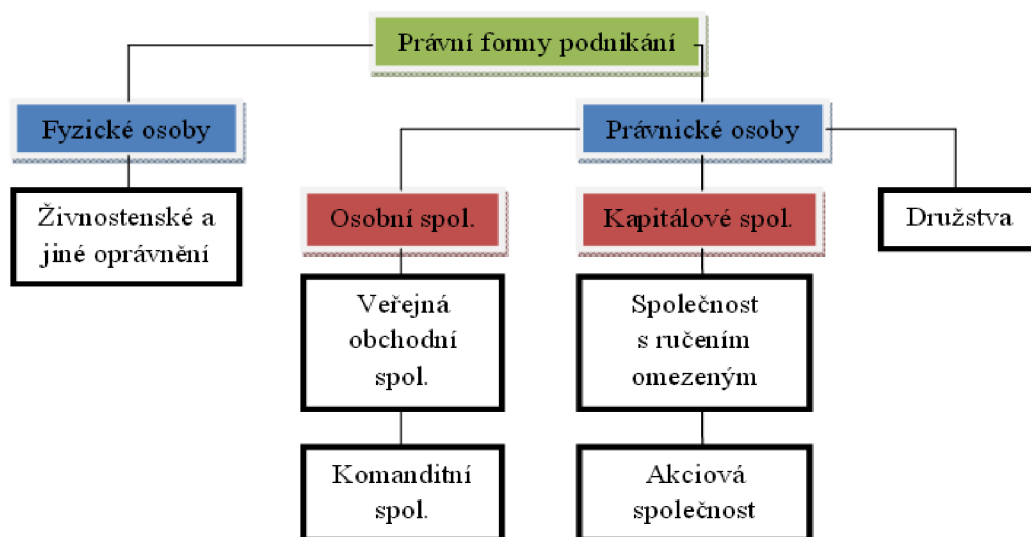 Právní formy podnikání
Fyzické osoby
Právnické osoby
Živnostenské a
jiné oprávnění
Osobní spol.
Kapitálové spol.
Družstva
Veřejná
obchodní
spol.
Společnost
s ručením
omezeným
Komanditní
spol.
Akciová
společnost